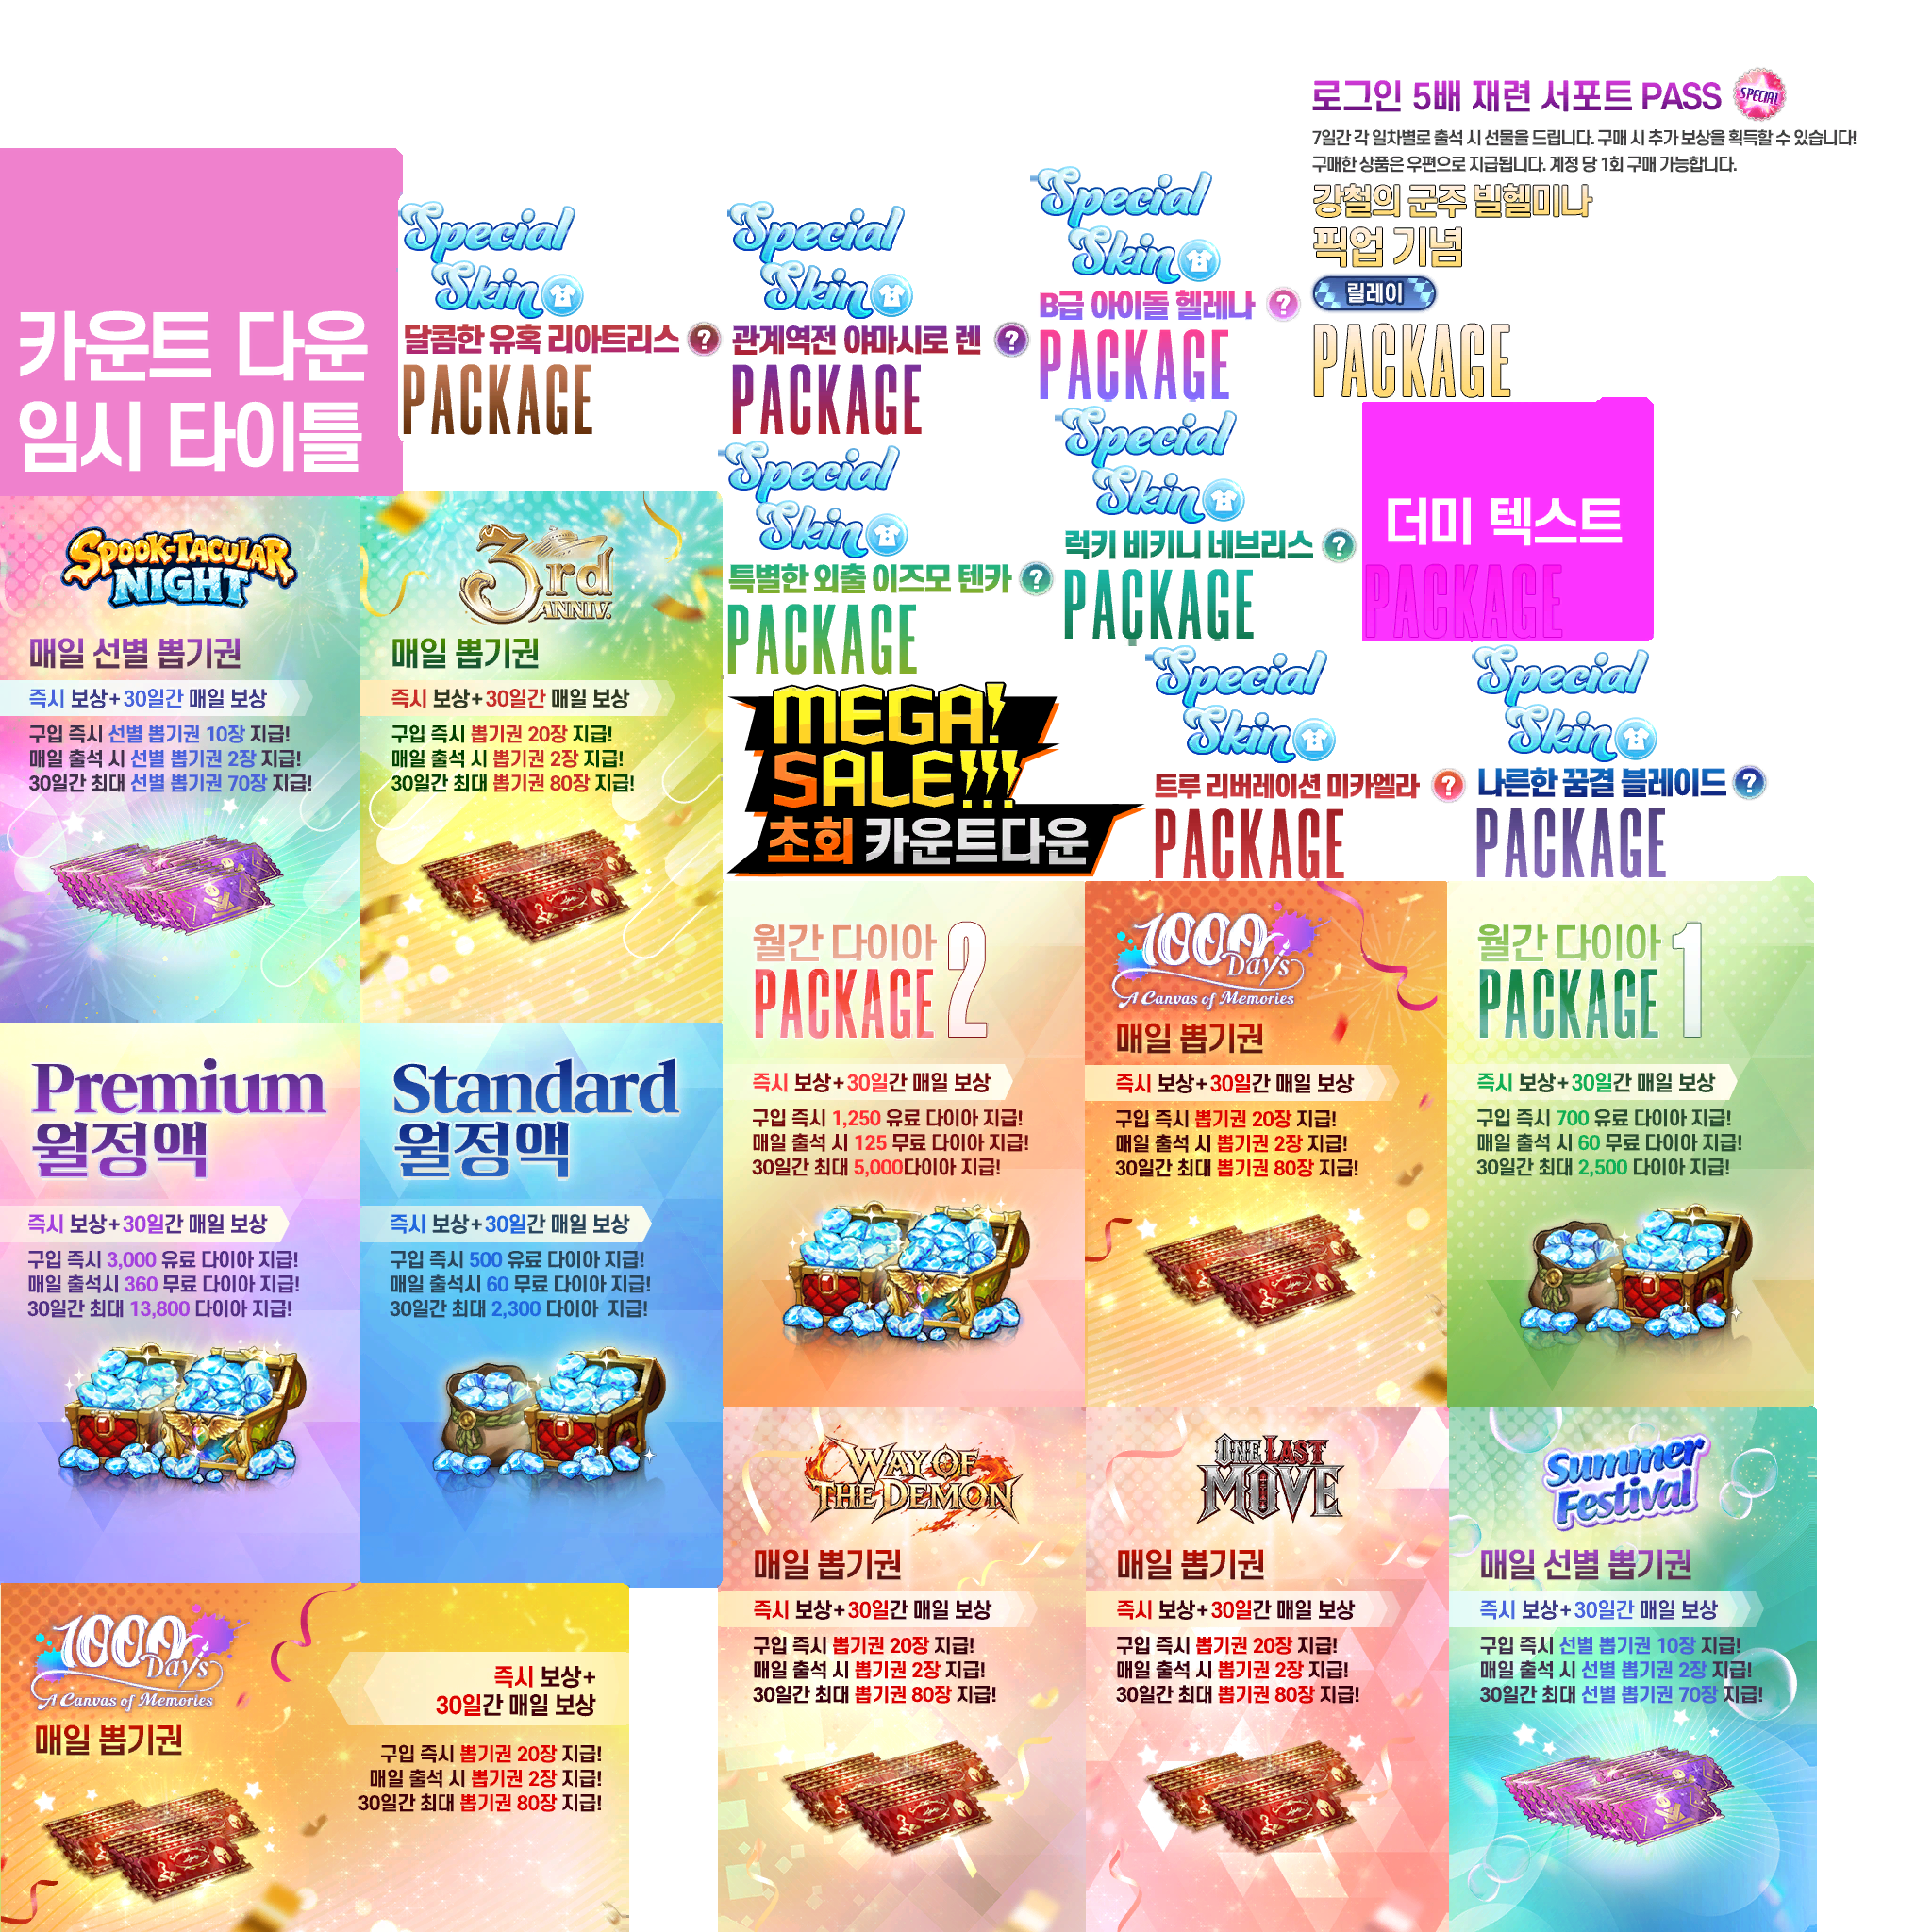 로그인 5배 재련 서포트 PASS
SPECIAL
7일간 각 일차별로 출석 시 선물을 드립니다. 구매 시 추가 보상을 획득할 수 있습니다!
구매한 상품은 우편으로 지급됩니다. 계정 당 1회 구매 가능합니다.
강철의 군주 빌헬미나
픽업 기념
릴레이
PACKAGE
카운트 다운
임시 타이틀
Special
Skin
달콤한 유혹 리아트리스 ?
PACKAGE
Special
Skin
관계역전 야마시로 렌 ?
PACKAGE
Special
Skin
B급 아이돌 헬레나 ?
PACKAGE
Special
Skin
특별한 외출 이즈모 텐카 ?
PACKAGE
Special
Skin
럭키 비키니 네브리스 ?
PACKAGE
더미 텍스트
PACKAGE
SPOOK-TACULAR
NIGHT
매일 선별 뽑기권
즉시 보상+30일간 매일 보상
구입 즉시 선별 뽑기권 10장 지급!
매일 출석 시 선별 뽑기권 2장 지급!
30일간 최대 선별 뽑기권 70장 지급!
3rd
ANNIV.
매일 뽑기권
즉시 보상+30일간 매일 보상
구입 즉시 뽑기권 20장 지급!
매일 출석 시 뽑기권 2장 지급!
30일간 최대 뽑기권 80장 지급!
MEGA!
SALE!!!
초회 카운트다운
Special
Skin
트루 리버레이션 미카엘라 ?
PACKAGE
Special
Skin
나른한 꿈결 블레이드 ?
PACKAGE
Premium
월정액
즉시 보상+30일간 매일 보상
구입 즉시 3,000 유료 다이아 지급!
매일 출석시 360 무료 다이아 지급!
30일간 최대 13,800 다이아 지급!
Standard
월정액
즉시 보상+30일간 매일 보상
구입 즉시 500 유료 다이아 지급!
매일 출석시 60 무료 다이아 지급!
30일간 최대 2,300 다이아 지급!
월간 다이아
PACKAGE 2
즉시 보상+30일간 매일 보상
구입 즉시 1,250 유료 다이아 지급!
매일 출석 시 125 무료 다이아 지급!
30일간 최대 5,000다이아 지급!
1000
Days
A Canvas of Memories
매일 뽑기권
즉시 보상+30일간 매일 보상
구입 즉시 뽑기권 20장 지급!
매일 출석 시 뽑기권 2장 지급!
30일간 최대 뽑기권 80장 지급!
월간 다이아
PACKAGE 1
즉시 보상+30일간 매일 보상
구입 즉시 700 유료 다이아 지급!
매일 출석 시 60 무료 다이아 지급!
30일간 최대 2,500 다이아 지급!
1000
Days
A Canvas of Memories
매일 뽑기권
즉시 보상+
30일간 매일 보상
구입 즉시 뽑기권 20장 지급!
매일 출석 시 뽑기권 2장 지급!
30일간 최대 뽑기권 80장 지급!
WAY OF
THE DEMON
매일 뽑기권
즉시 보상+30일간 매일 보상
구입 즉시 뽑기권 20장 지급!
매일 출석 시 뽑기권 2장 지급!
30일간 최대 뽑기권 80장 지급!
ONE LAST
MOVE
매일 뽑기권
즉시 보상+30일간 매일 보상
구입 즉시 뽑기권 20장 지급!
매일 출석 시 뽑기권 2장 지급!
30일간 최대 뽑기권 80장 지급!
Summer
Festival
매일 선별 뽑기권
즉시 보상+30일간 매일 보상
구입 즉시 선별 뽑기권 10장 지급!
매일 출석 시 선별 뽑기권 2장 지급!
30일간 최대 선별 뽑기권 70장 지급!